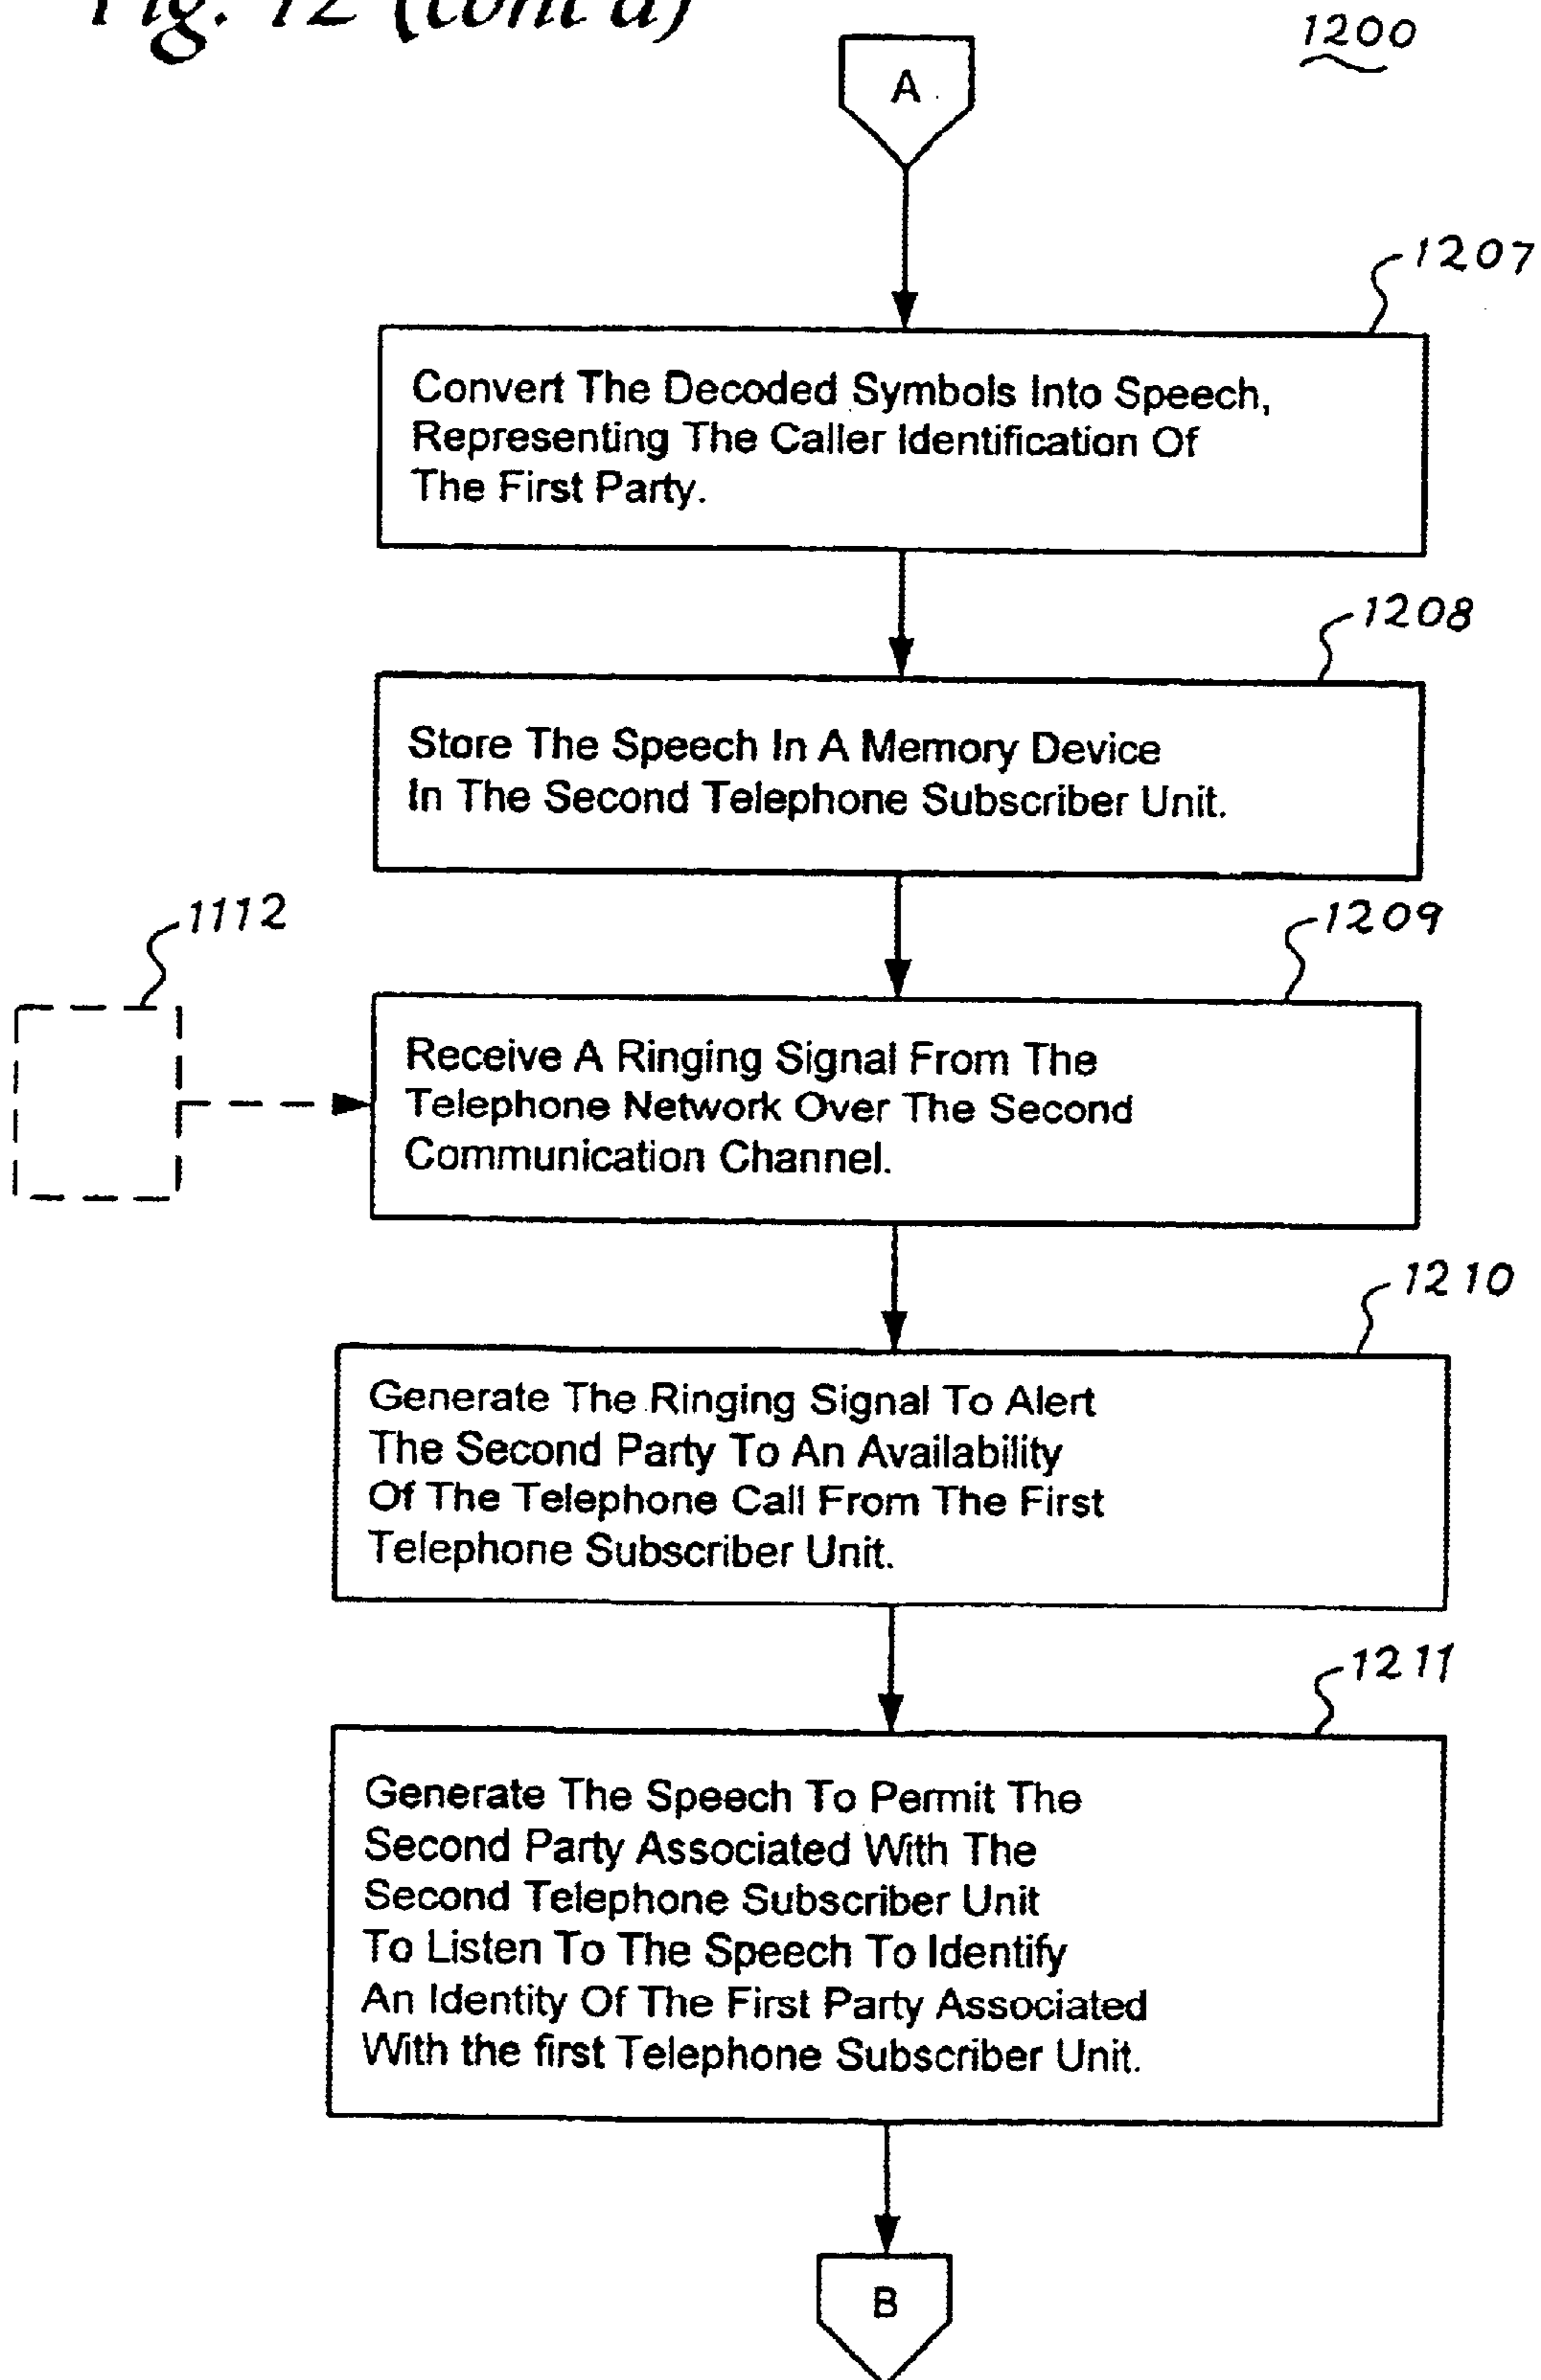 Fig. 12 (cont'd)
1200
A
1207
Convert The Decoded Symbols Into Speech,
Representing The Caller Identification Of
The First Party.
1208
Store The Speech In A Memory Device
In The Second Telephone Subscriber Unit.
1112
1209
Receive A Ringing Signal From The
Telephone Network Over The Second
Communication Channel.
1210
Generate The Ringing Signal To Alert
The Second Party To An Availability
Of The Telephone Call From The First
Telephone Subscriber Unit.
1211
Generate The Speech To Permit The
Second Party Associated With The
Second Telephone Subscriber Unit
To Listen To The Speech To Identify
An Identity Of The First Party Associated
With the first Telephone Subscriber Unit.
B